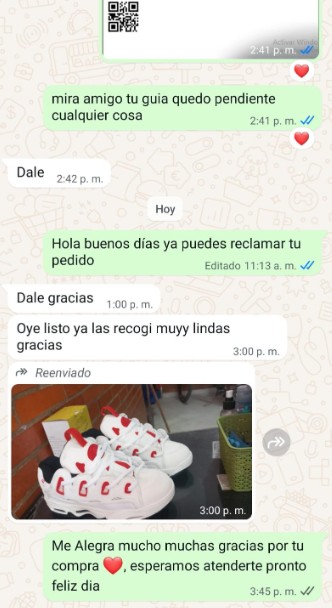 2:41 p. m.
mira amigo tu guia quedo pendiente
cualquier cosa
2:41 p. m.
Dale
2:42 p. m.
Hoy
Hola buenos días ya puedes reclamar tu
pedido
Editado 11:13 a. m.
Dale gracias
1:00 p. m.
Oye listo ya las recogi muyy lindas
gracias
3:00 p. m.
Reenviado
3:00 p. m.
Me Alegra mucho muchas gracias por tu
compra ❤️, esperamos atenderte pronto
feliz dia
3:45 p. m.